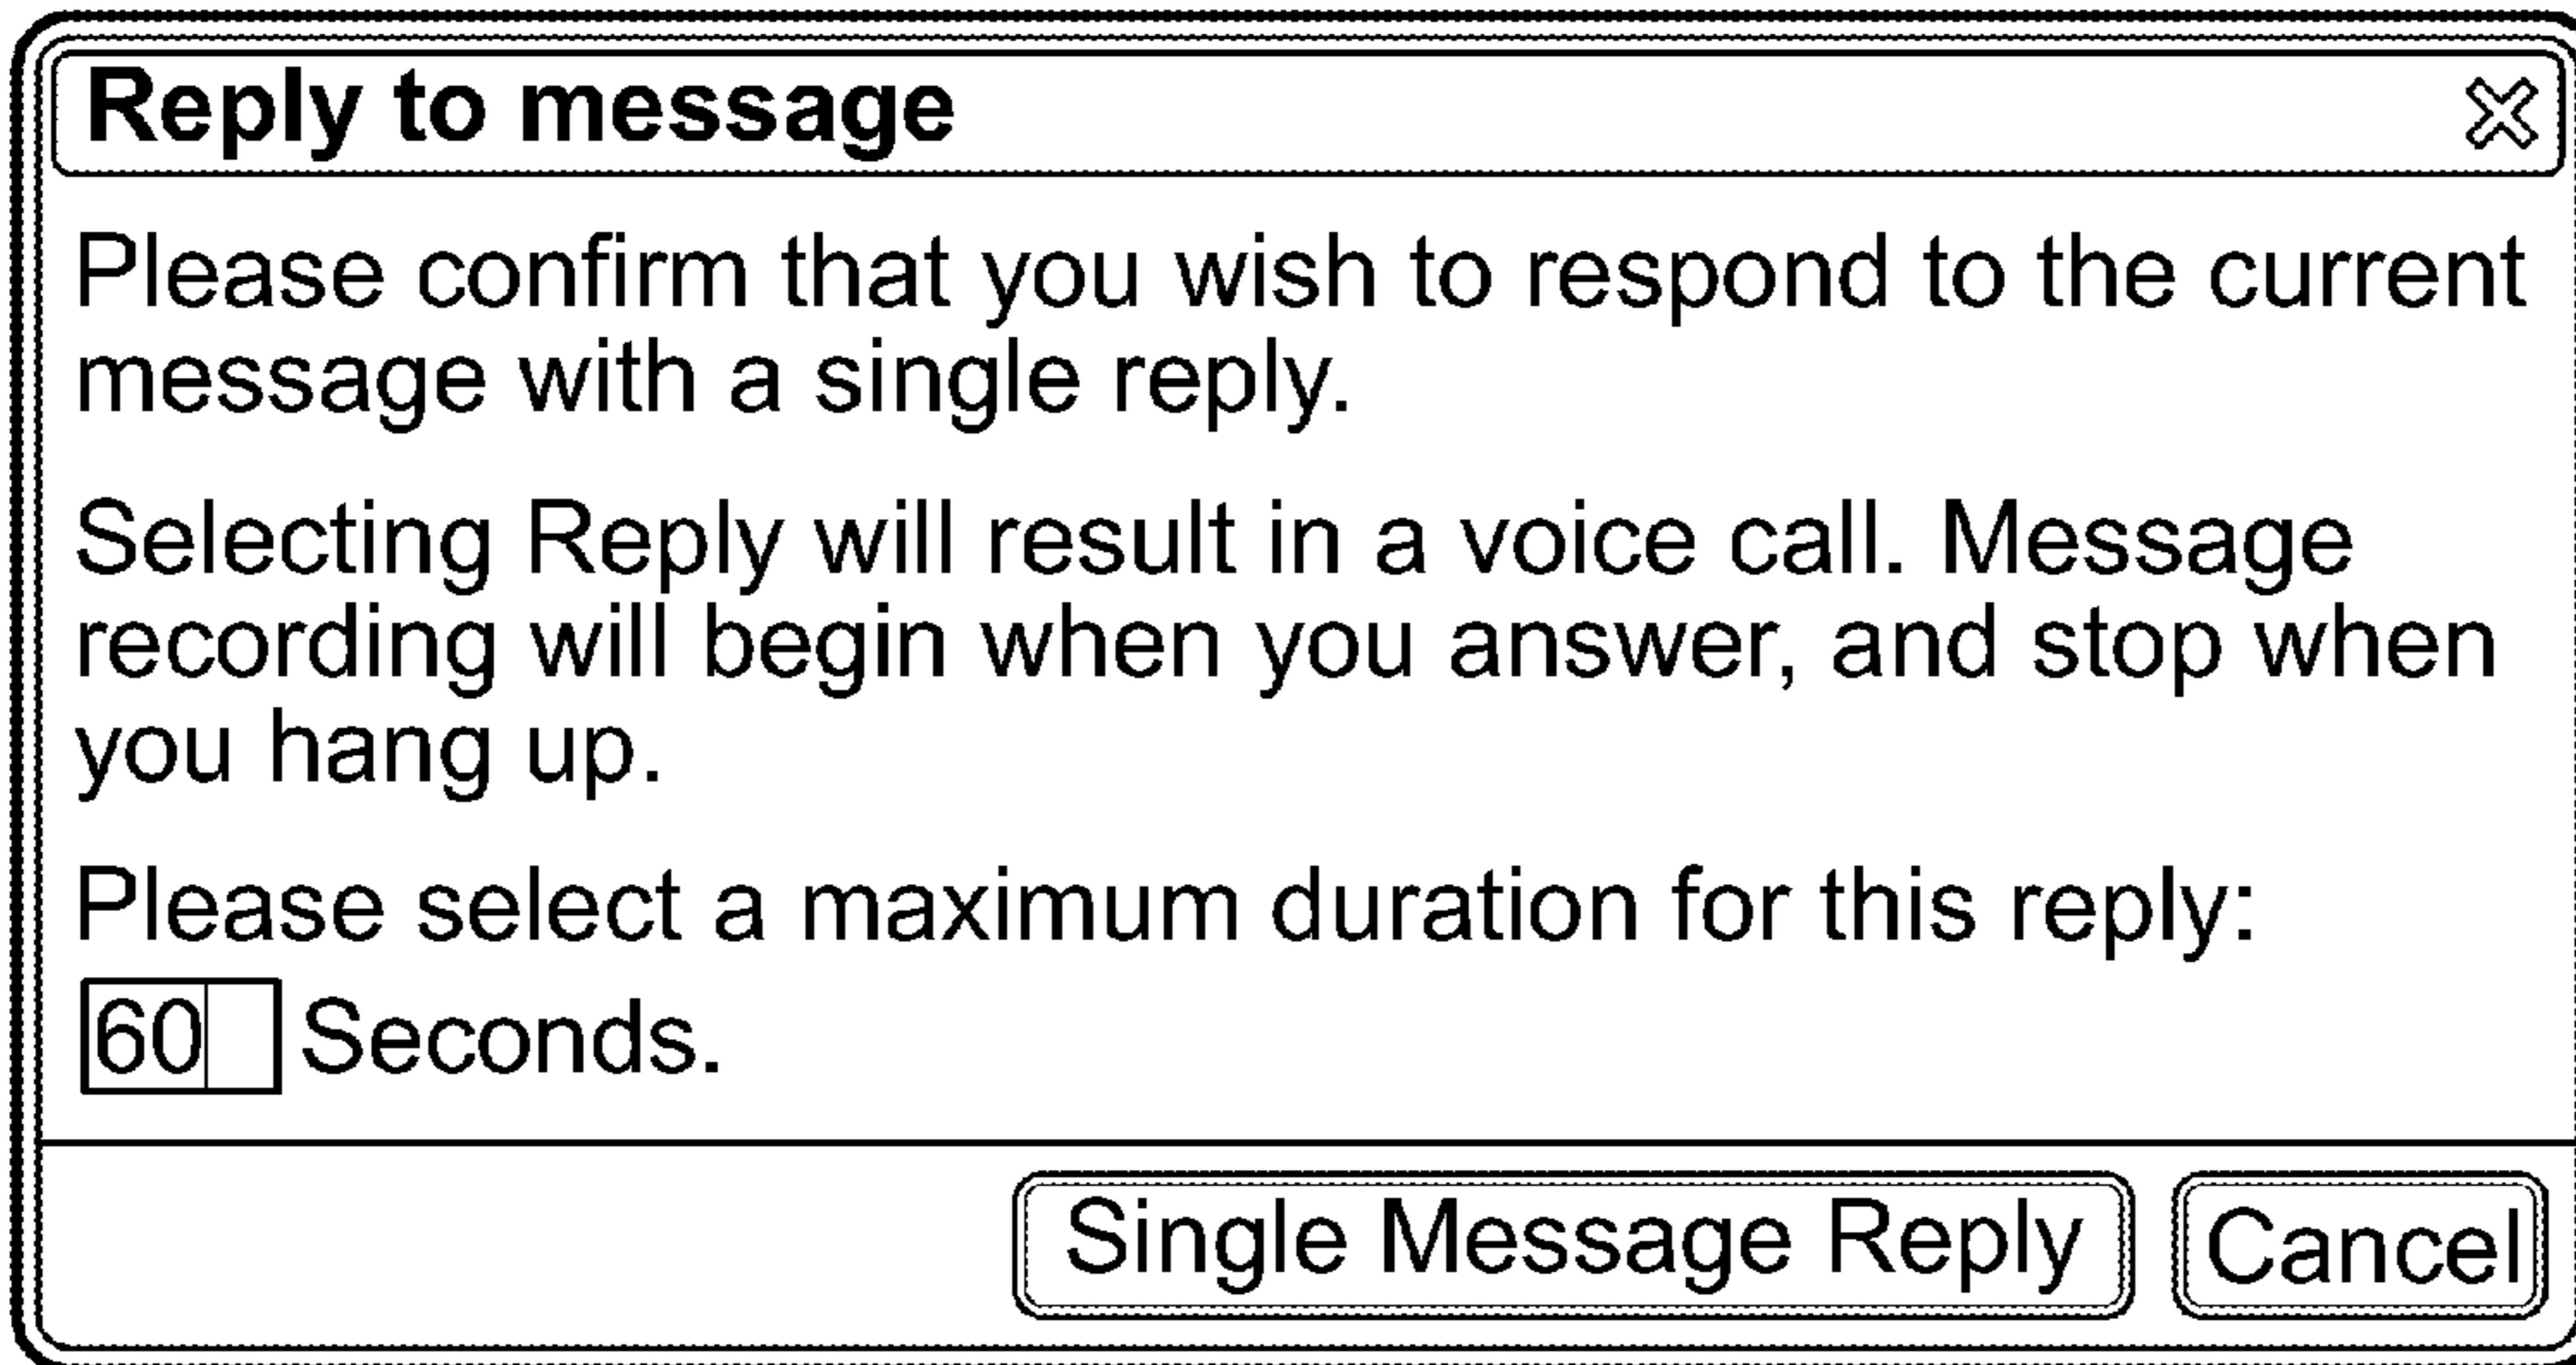 Reply to message
Please confirm that you wish to respond to the current
message with a single reply.
Selecting Reply will result in a voice call. Message
recording will begin when you answer, and stop when
you hang up.
Please select a maximum duration for this reply:
60 Seconds.
Single Message Reply Cancel